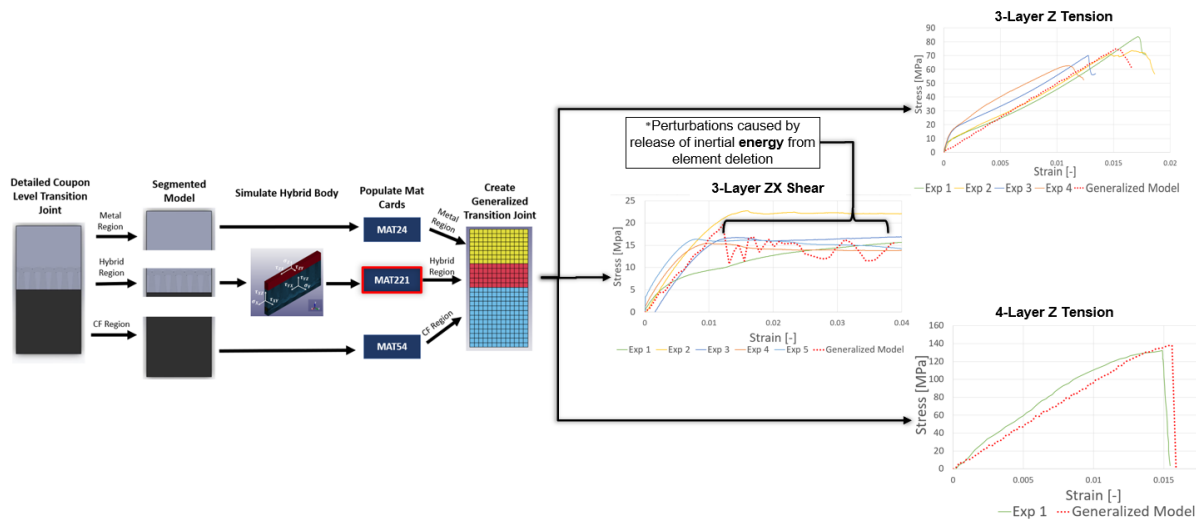 Detailed Coupon
Level Transition
Joint
Segmented
Model
Simulate Hybrid Body
Populate Mat
Cards
Create
Generalized
Transition Joint
Metal
Region
Hybrid
Region
CF Region
MAT24
MAT221
MAT54
Metal
Region
Hybrid
Region
CF Region
*Perturbations caused by
release of inertial energy from
element deletion
3-Layer Z Tension
Stress [MPa]
90
80
70
60
50
40
30
20
10
0
0
0.005
0.01
0.015
0.02
Strain [-]
Exp 1
Exp 2
Exp 3
Exp 4
Generalized Model
3-Layer ZX Shear
Stress [Mpa]
25
20
15
10
5
0
0
0.01
0.02
0.03
0.04
Strain [-]
Exp 1
Exp 2
Exp 3
Exp 4
Exp 5
Generalized Model
4-Layer Z Tension
Stress [MPa]
160
140
120
100
80
60
40
20
0
0
0.005
0.01
0.015
Strain [-]
Exp 1
Generalized Model